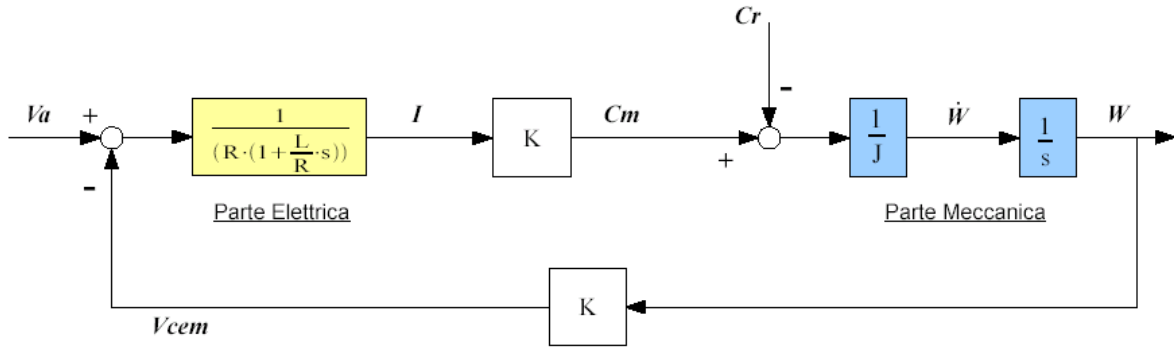 Cr
-
Va
+
1
(R·(1+L/R·s))
I
K
Cm
+
1/J
Ẇ
1/s
W
-
Parte Elettrica
Parte Meccanica
K
Vcem